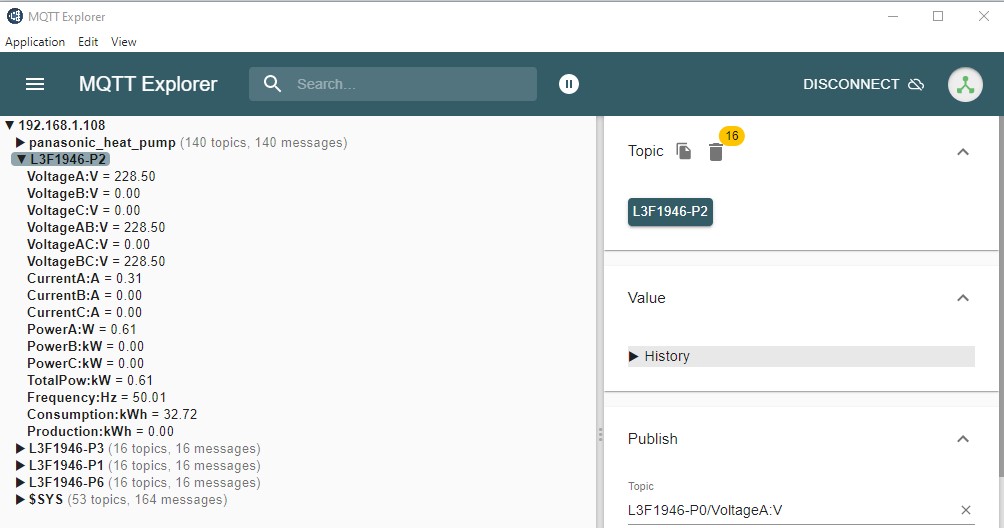 MQTT Explorer
Application Edit View
MQTT Explorer
Search...
DISCONNECT
192.168.1.108
panasonic_heat_pump (140 topics, 140 messages)
L3F1946-P2
VoltageA:V = 228.50
VoltageB:V = 0.00
VoltageC:V = 0.00
VoltageAB:V = 228.50
VoltageAC:V = 0.00
VoltageBC:V = 228.50
CurrentA:A = 0.31
CurrentB:A = 0.00
CurrentC:A = 0.00
PowerA:W = 0.61
PowerB:kW = 0.00
PowerC:kW = 0.00
TotalPow:kW = 0.61
Frequency:Hz = 50.01
Consumption:kWh = 32.72
Production:kWh = 0.00
L3F1946-P3 (16 topics, 16 messages)
L3F1946-P1 (16 topics, 16 messages)
L3F1946-P6 (16 topics, 16 messages)
$SYS (53 topics, 164 messages)
Topic
16
L3F1946-P2
Value
History
Publish
Topic
L3F1946-P0/VoltageA:V